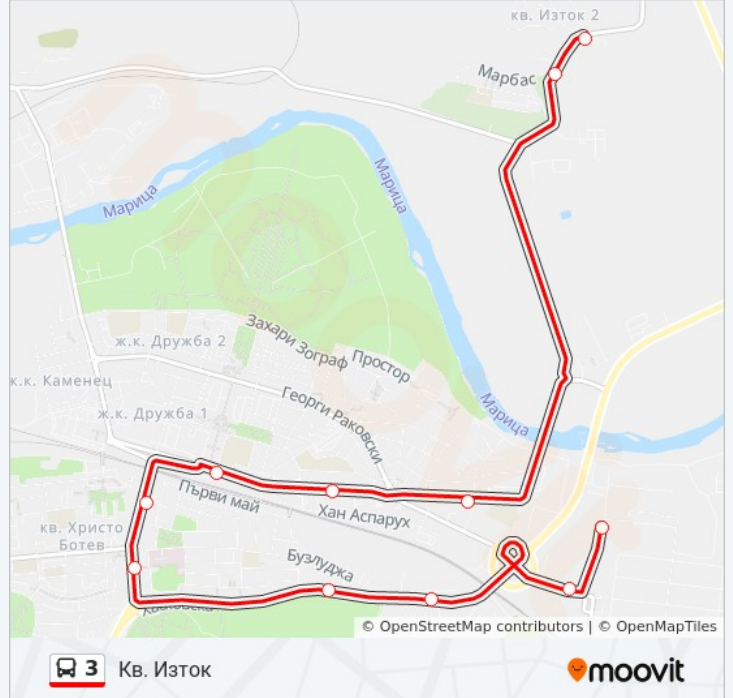 кв. Изток 2
Марбас
Марица
Марица
Захари Зограф
Простор
ж.к. Дружба 2
ж.к. Каменец
Георги Раковски
ж.к. Дружба 1
Марица
Първи май
Хан Аспарух
кв. Христо
Ботев
Бузлуджа
© OpenStreetMap contributors | © OpenMapTiles
3 Кв. Изток
moovit